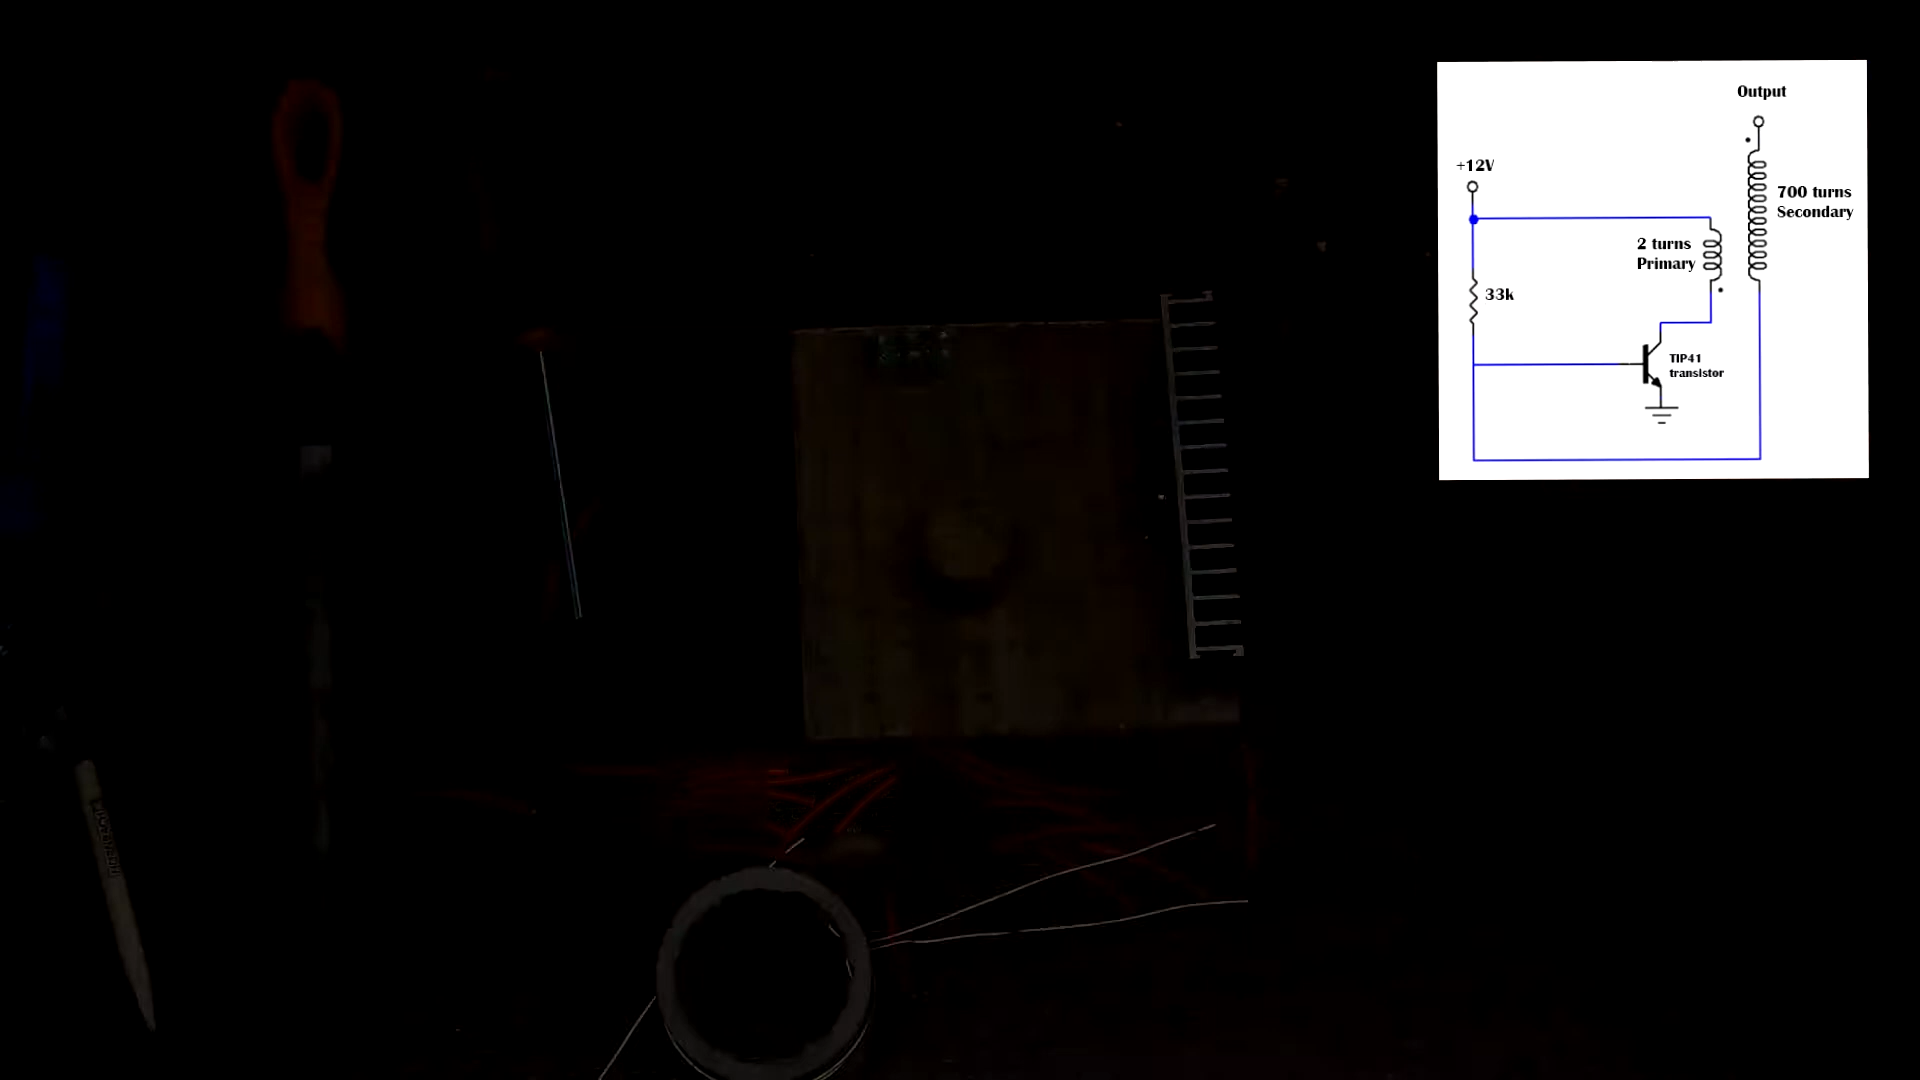 Output
+12V
700 turns
Secondary
2 turns
Primary
33k
TIP41
transistor